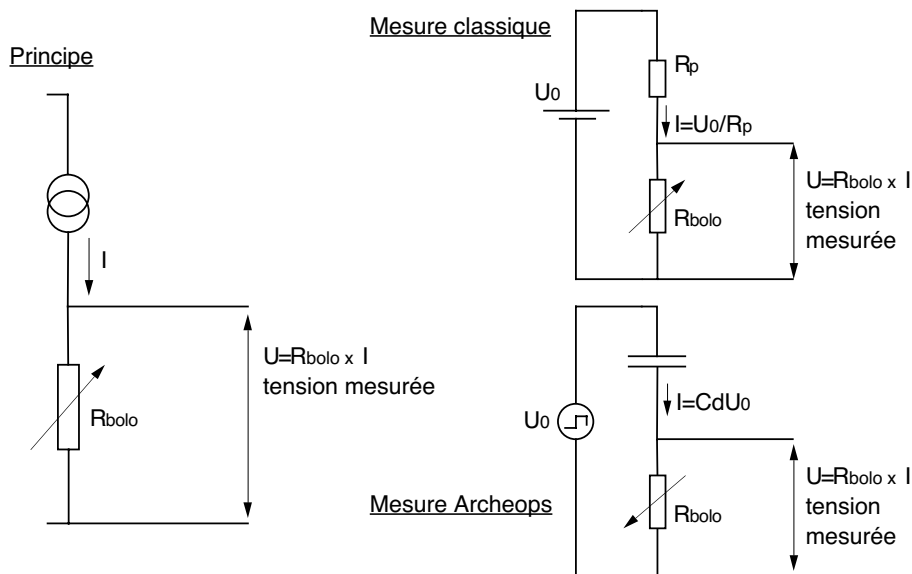 Principe
I
Rbolo
U=Rbolo x I
tension mesurée
Mesure classique
U0
Rp
I=U0/Rp
Rbolo
U=Rbolo x I
tension
mesurée
U0
I=CdU0
Rbolo
U=Rbolo x I
tension
mesurée
Mesure Archeops